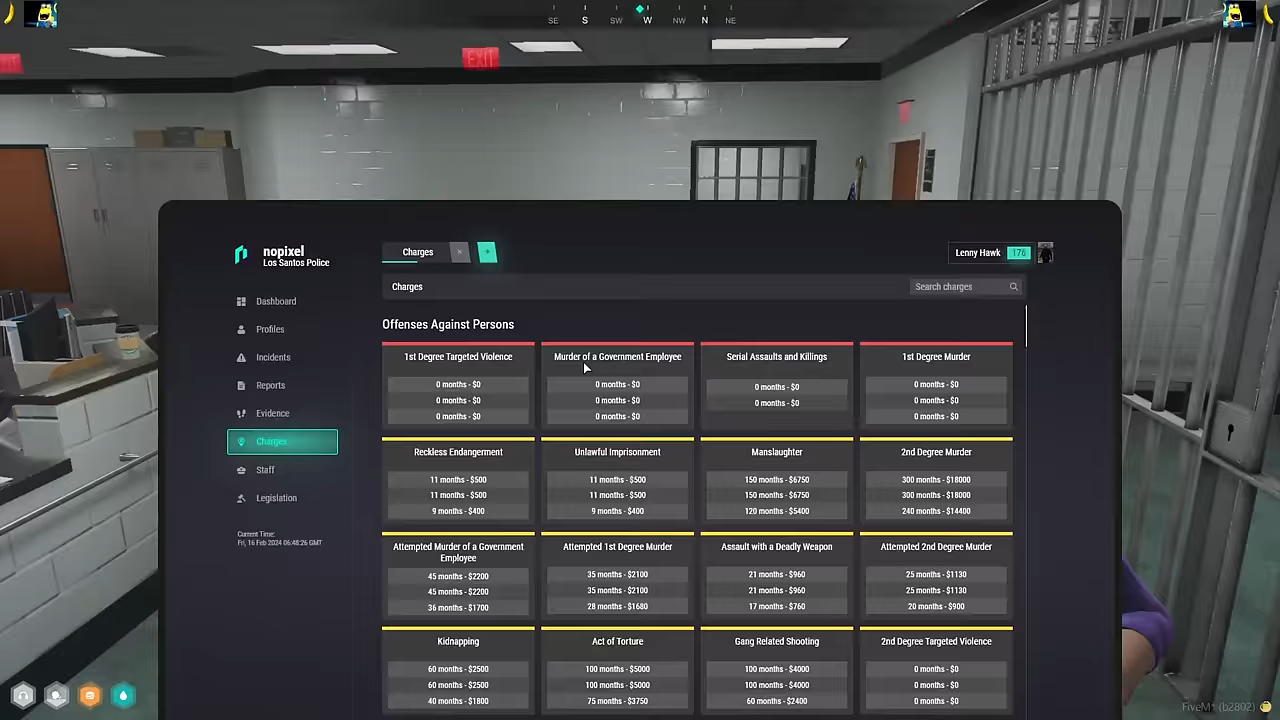 SE S SW W NW N NE
EXIT
nopixel
Los Santos Police
Charges × +
Lenny Hawk 176
Charges
Search charges
Dashboard
Profiles
Incidents
Reports
Evidence
Charges
Staff
Legislation
Current Time:
Fri, 16 Feb 2024 06:48:26 GMT
Offenses Against Persons
1st Degree Targeted Violence
0 months - $0
0 months - $0
0 months - $0
Murder of a Government Employee
0 months - $0
0 months - $0
0 months - $0
Serial Assaults and Killings
0 months - $0
0 months - $0
1st Degree Murder
0 months - $0
0 months - $0
0 months - $0
Reckless Endangerment
11 months - $500
11 months - $500
9 months - $400
Unlawful Imprisonment
11 months - $500
11 months - $500
9 months - $400
Manslaughter
150 months - $6750
150 months - $6750
120 months - $5400
2nd Degree Murder
300 months - $18000
300 months - $18000
240 months - $14400
Attempted Murder of a Government
Employee
45 months - $2200
45 months - $2200
36 months - $1700
Attempted 1st Degree Murder
35 months - $2100
35 months - $2100
28 months - $1680
Assault with a Deadly Weapon
21 months - $960
21 months - $960
17 months - $760
Attempted 2nd Degree Murder
25 months - $1130
25 months - $1130
20 months - $900
Kidnapping
60 months - $2500
60 months - $2500
40 months - $1800
Act of Torture
100 months - $5000
100 months - $5000
75 months - $3750
Gang Related Shooting
100 months - $4000
100 months - $4000
60 months - $2400
2nd Degree Targeted Violence
0 months - $0
0 months - $0
0 months - $0
FiveM* (b2802)